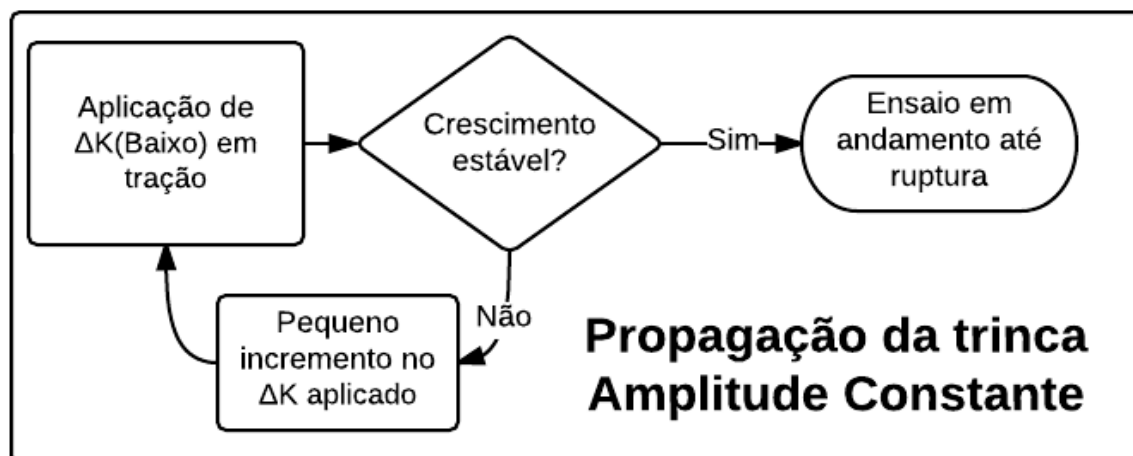 Aplicação de
ΔK(Baixo) em
tração
Crescimento
estável?
Sim
Ensaio em
andamento até
ruptura
Não
Pequeno
incremento no
ΔK aplicado
Propagação da trinca
Amplitude Constante